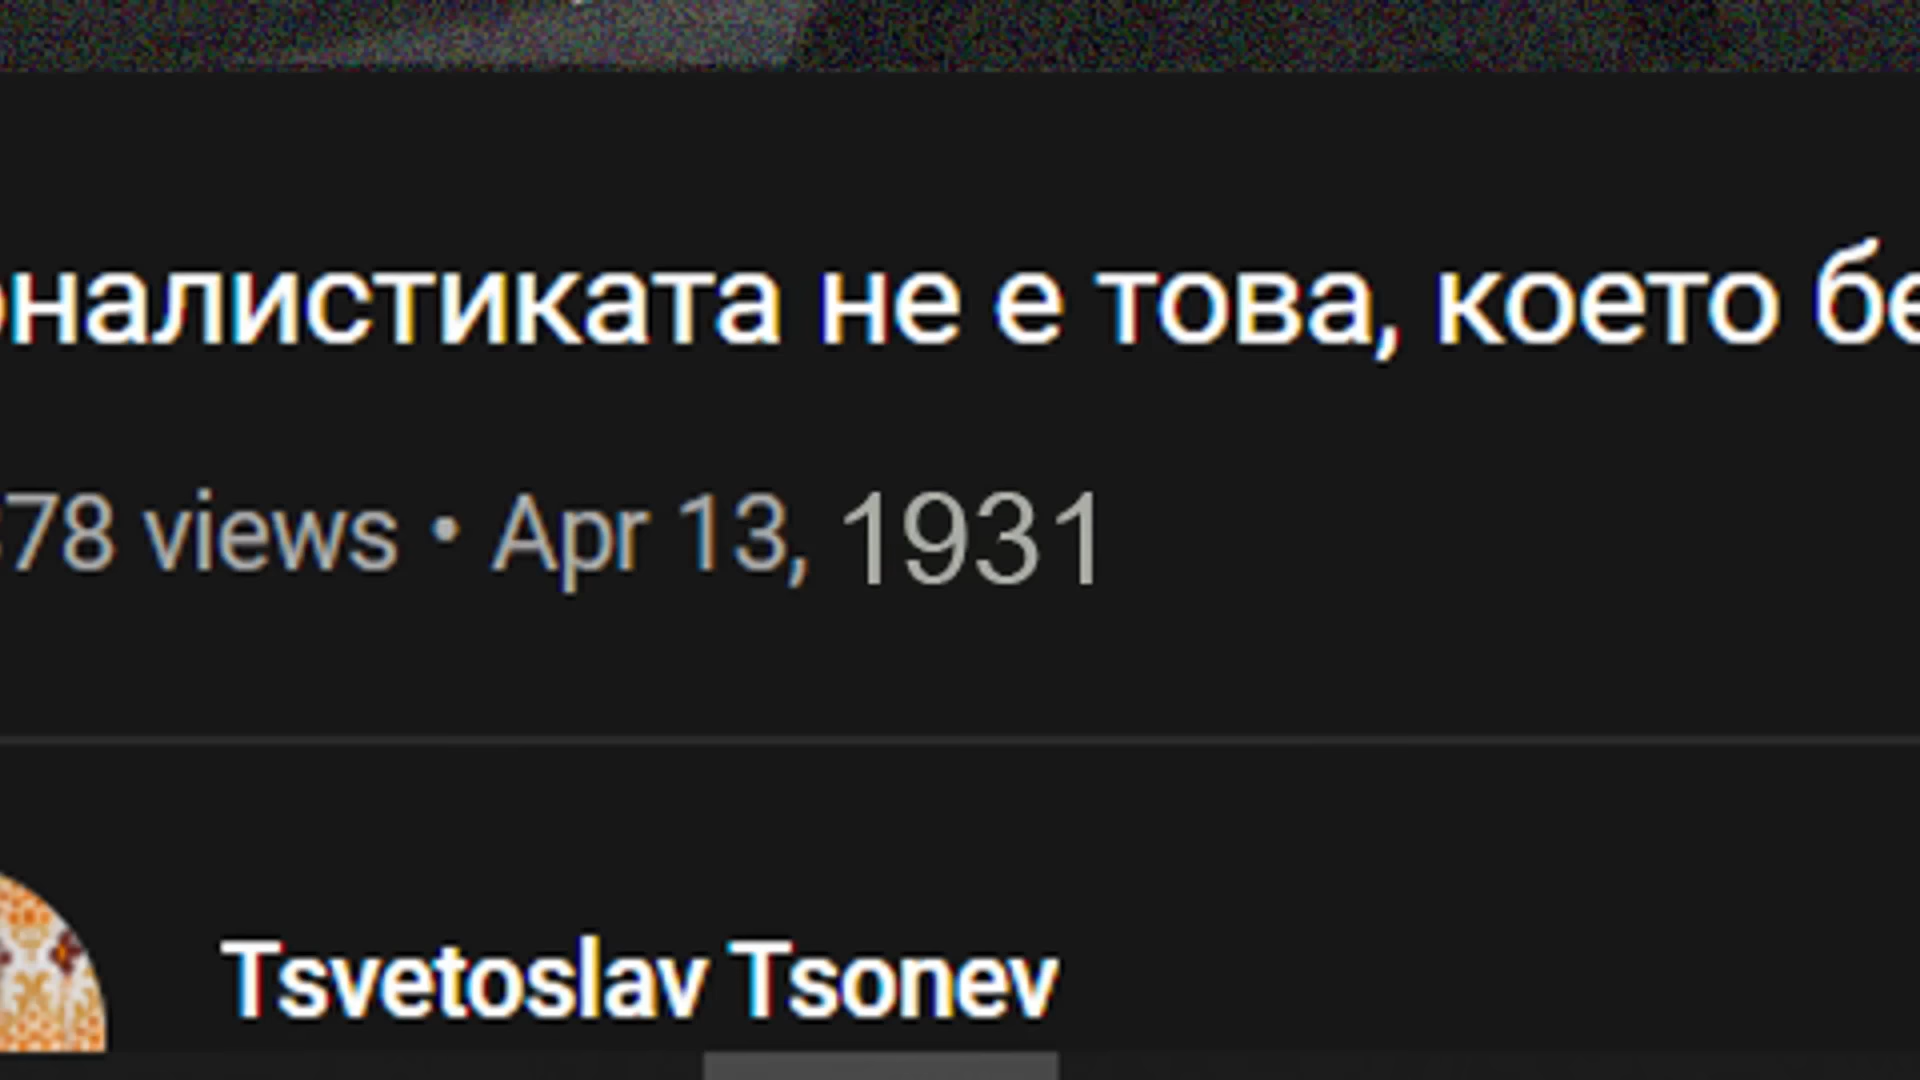 оналистиката не е това, което бе
378 views • Apr 13, 1931
Tsvetoslav Tsonev